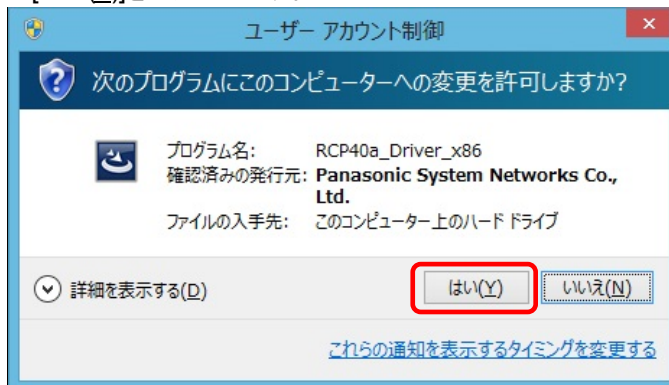 ユーザー アカウント制御
次のプログラムにこのコンピューターへの変更を許可しますか?
プログラム名: RCP40a_Driver_x86
確認済みの発行元: Panasonic System Networks Co.,
Ltd.
ファイルの入手先: このコンピューター上のハード ドライブ
詳細を表示する(D) はい(Y) いいえ(N)
これらの通知を表示するタイミングを変更する